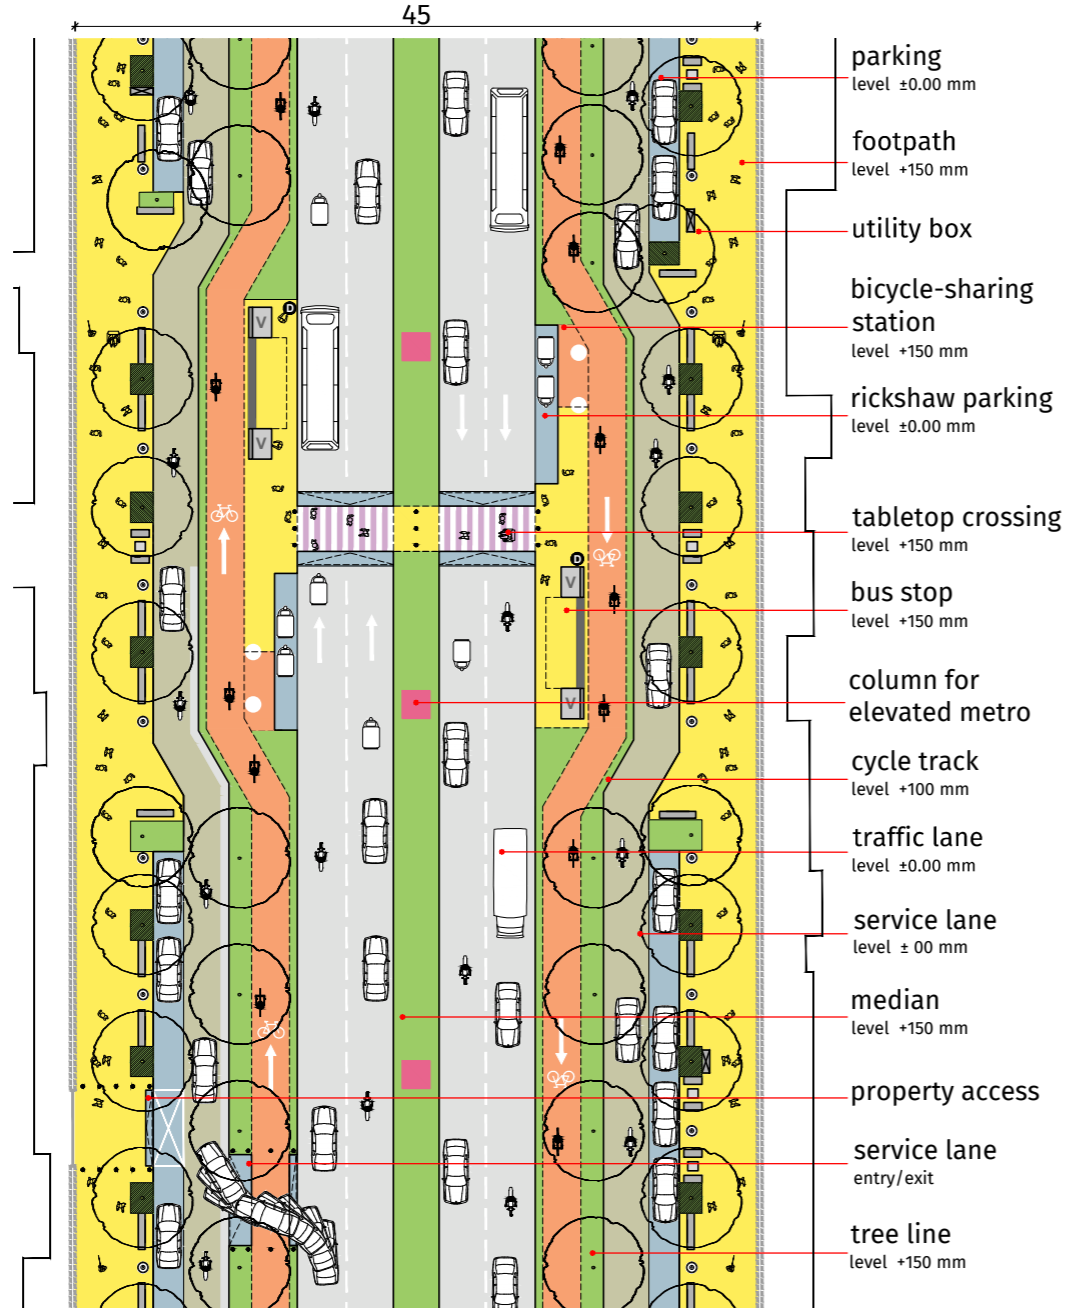 45
parking
level ±0.00 mm
footpath
level +150 mm
utility box
bicycle-sharing
station
level +150 mm
rickshaw parking
level ±0.00 mm
tabletop crossing
level +150 mm
bus stop
level +150 mm
column for
elevated metro
cycle track
level +100 mm
traffic lane
level ±0.00 mm
service lane
level ± 00 mm
median
level +150 mm
property access
service lane
entry/exit
tree line
level +150 mm
D
V
V
D
V
V